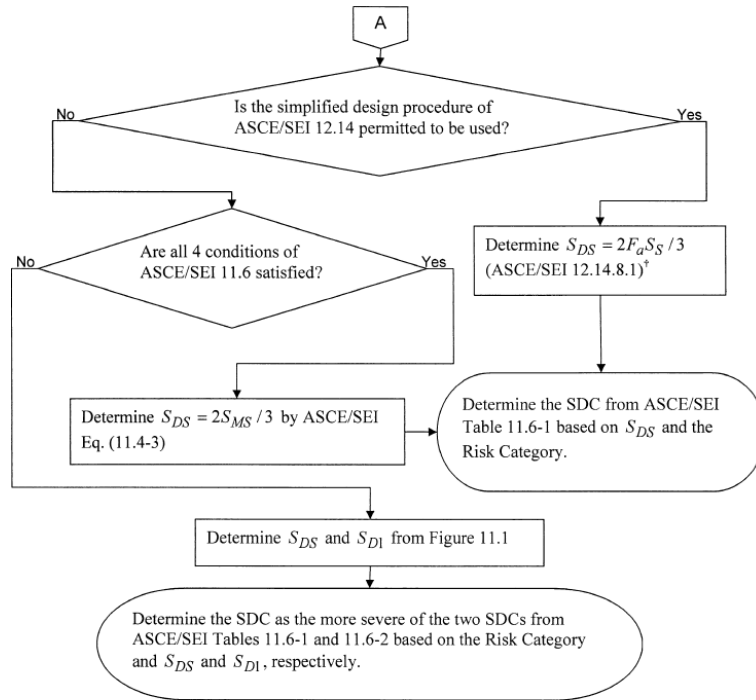 A
Is the simplified design procedure of
ASCE/SEI 12.14 permitted to be used?
No
Yes
Are all 4 conditions of
ASCE/SEI 11.6 satisfied?
No
Yes
Determine S_DS = 2F_aS_S / 3
(ASCE/SEI 12.14.8.1)†
Determine S_DS = 2S_MS / 3 by ASCE/SEI
Eq. (11.4-3)
Determine the SDC from ASCE/SEI
Table 11.6-1 based on S_DS and the
Risk Category.
Determine S_DS and S_D1 from Figure 11.1
Determine the SDC as the more severe of the two SDCs from
ASCE/SEI Tables 11.6-1 and 11.6-2 based on the Risk Category
and S_DS and S_D1, respectively.